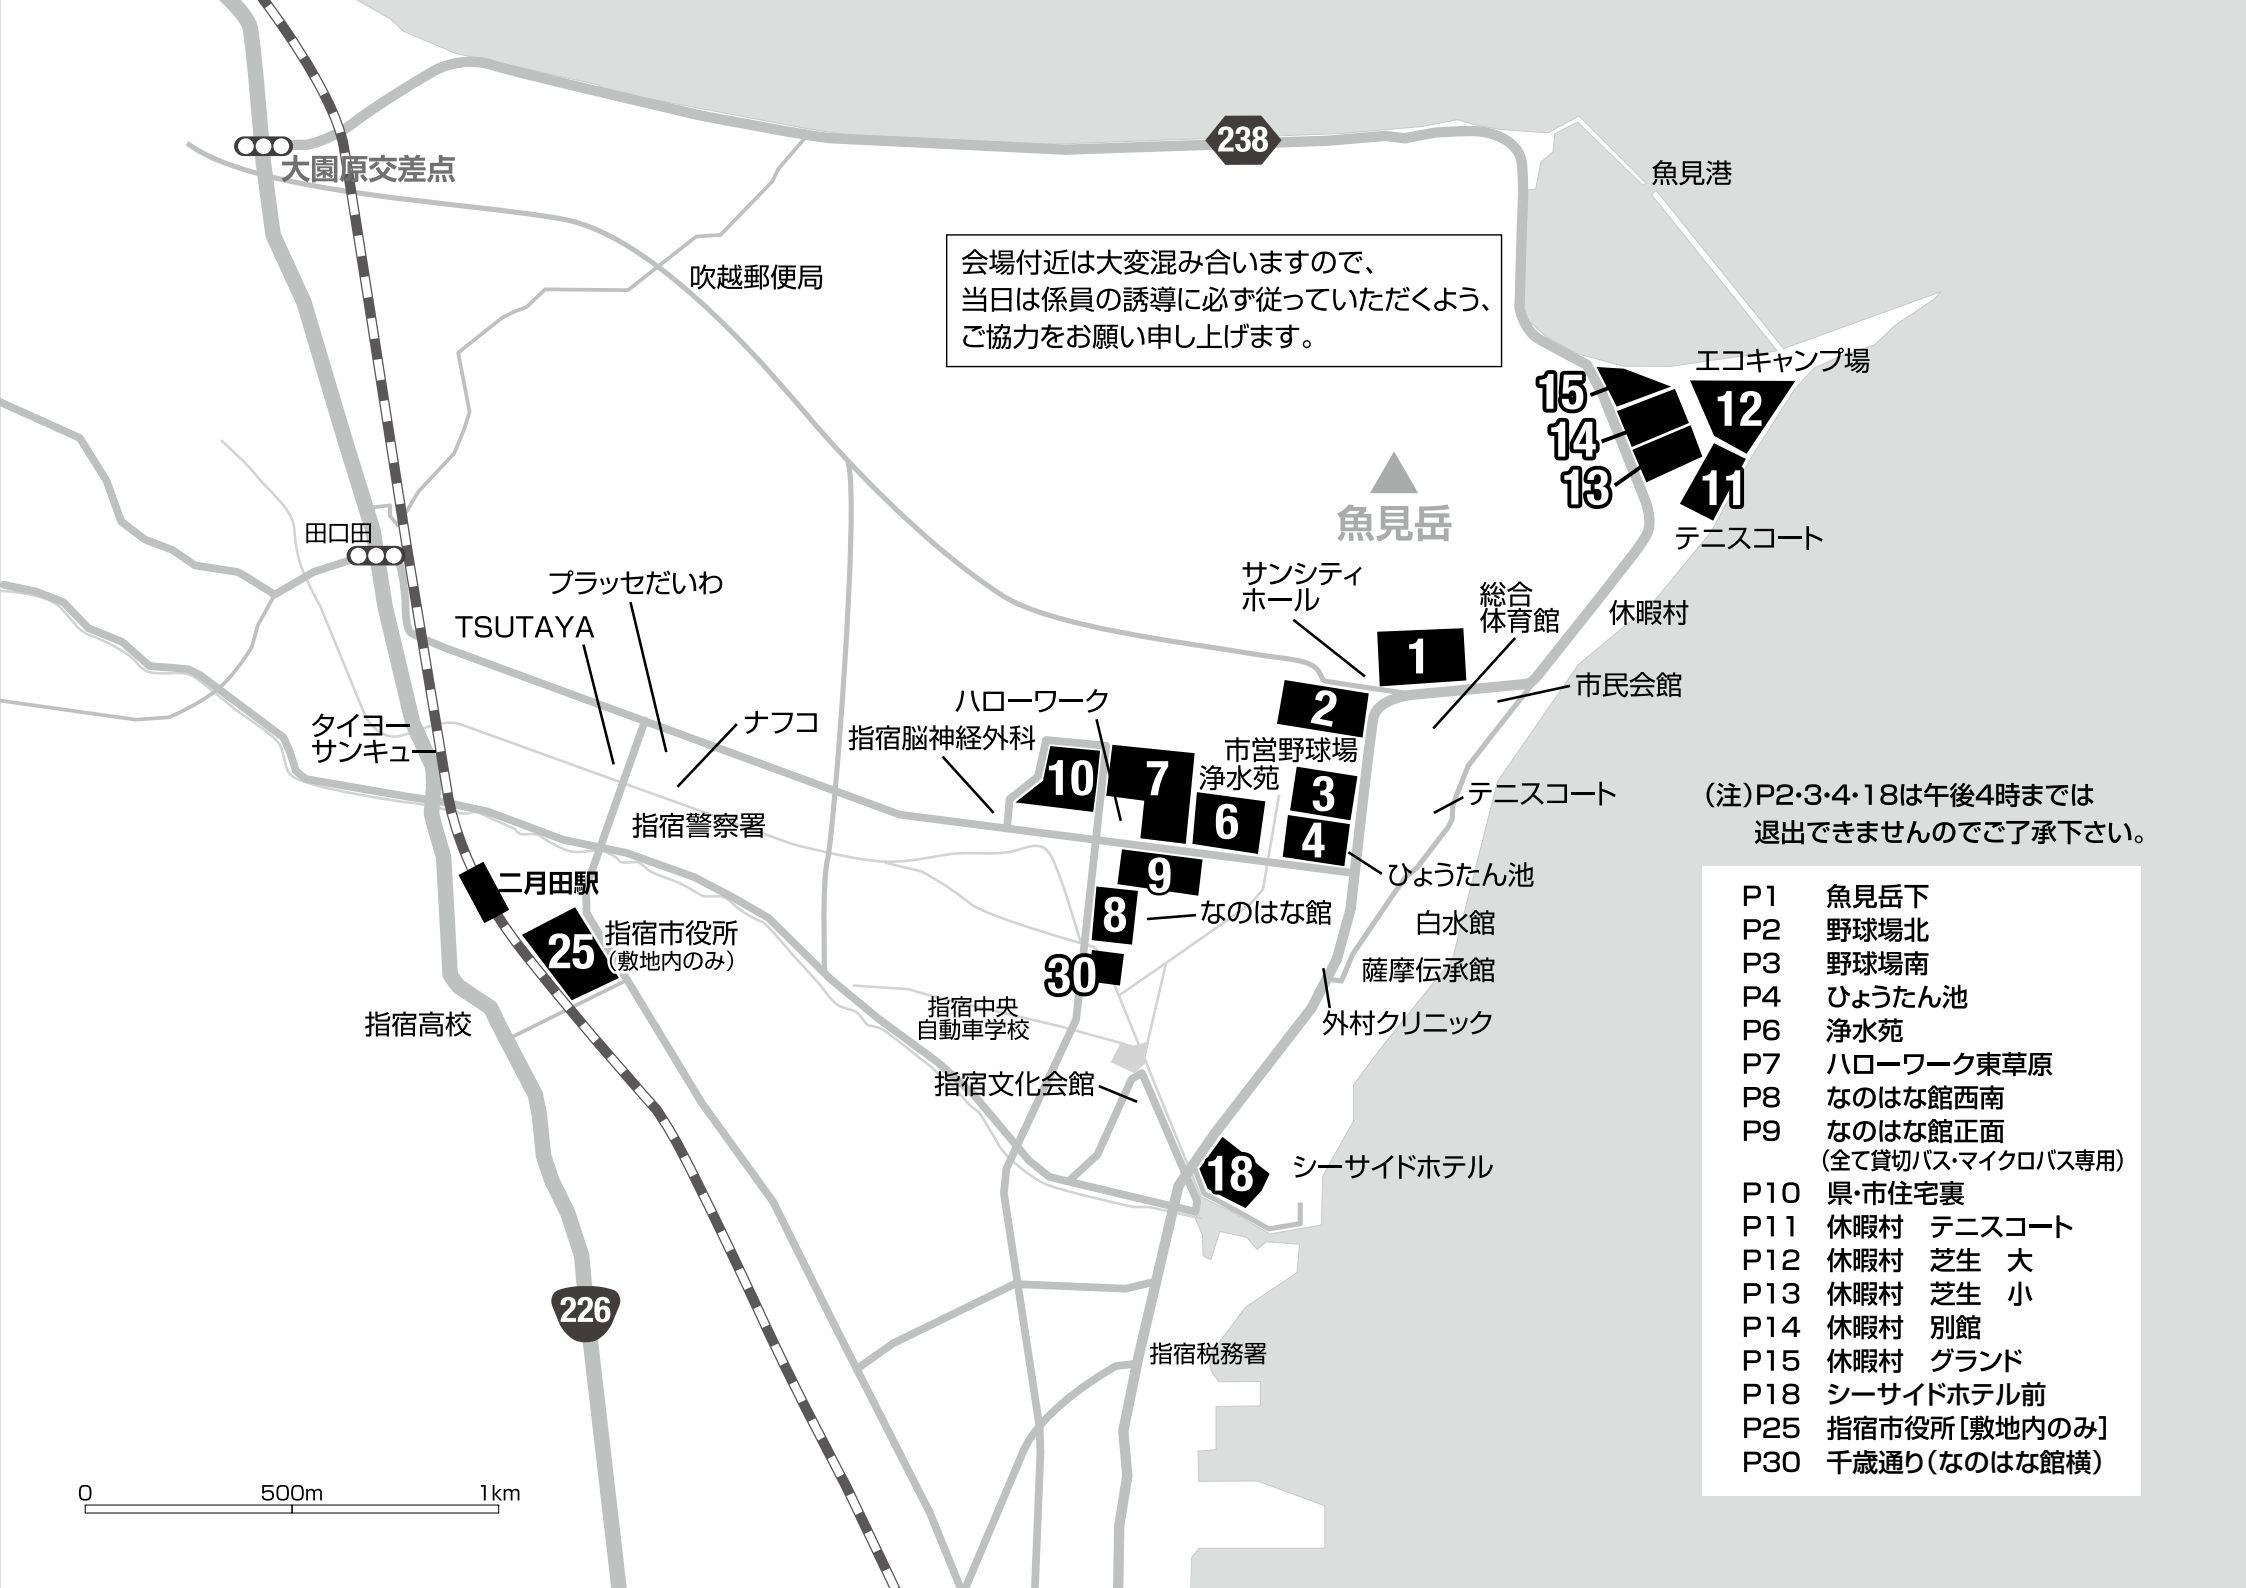 238
大園原交差点
魚見港
会場付近は大変混み合いますので、
当日は係員の誘導に必ず従っていただくよう、
ご協力をお願い申し上げます。
吹越郵便局
エコキャンプ場
15
12
14
13
11
魚見岳
テニスコート
田口田
プラッセだいわ
TSUTAYA
サンシティ
ホール
総合
体育館
休暇村
1
市民会館
2
ハローワーク
指宿脳神経外科
ナフコ
タイヨー
サンキュー
市営野球場
浄水苑
10
7
3
6
4
テニスコート
指宿警察署
ひょうたん池
9
二月田駅
8
なのはな館
白水館
25
指宿市役所
(敷地内のみ)
30
薩摩伝承館
指宿中央
自動車学校
外村クリニック
指宿高校
指宿文化会館
18
シーサイドホテル
226
指宿税務署
0 500m 1km
(注)P2・3・4・18は午後4時までは
退出できませんのでご了承下さい。
P1 魚見岳下
P2 野球場北
P3 野球場南
P4 ひょうたん池
P6 浄水苑
P7 ハローワーク東草原
P8 なのはな館西南
P9 なのはな館正面
(全て貸切バス・マイクロバス専用)
P10 県・市住宅裏
P11 休暇村 テニスコート
P12 休暇村 芝生 大
P13 休暇村 芝生 小
P14 休暇村 別館
P15 休暇村 グランド
P18 シーサイドホテル前
P25 指宿市役所[敷地内のみ]
P30 千歳通り(なのはな館横)